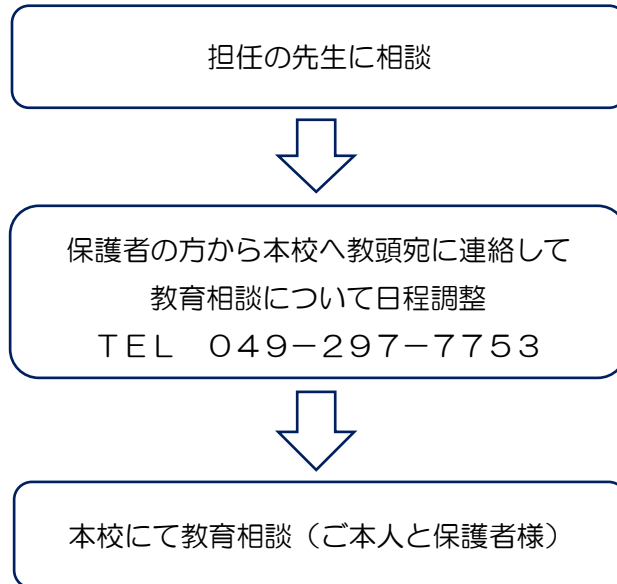 担任の先生に相談
保護者の方から本校へ教頭宛に連絡して
教育相談について日程調整
ＴＥＬ　０４９－２９７－７７５３
本校にて教育相談（ご本人と保護者様）